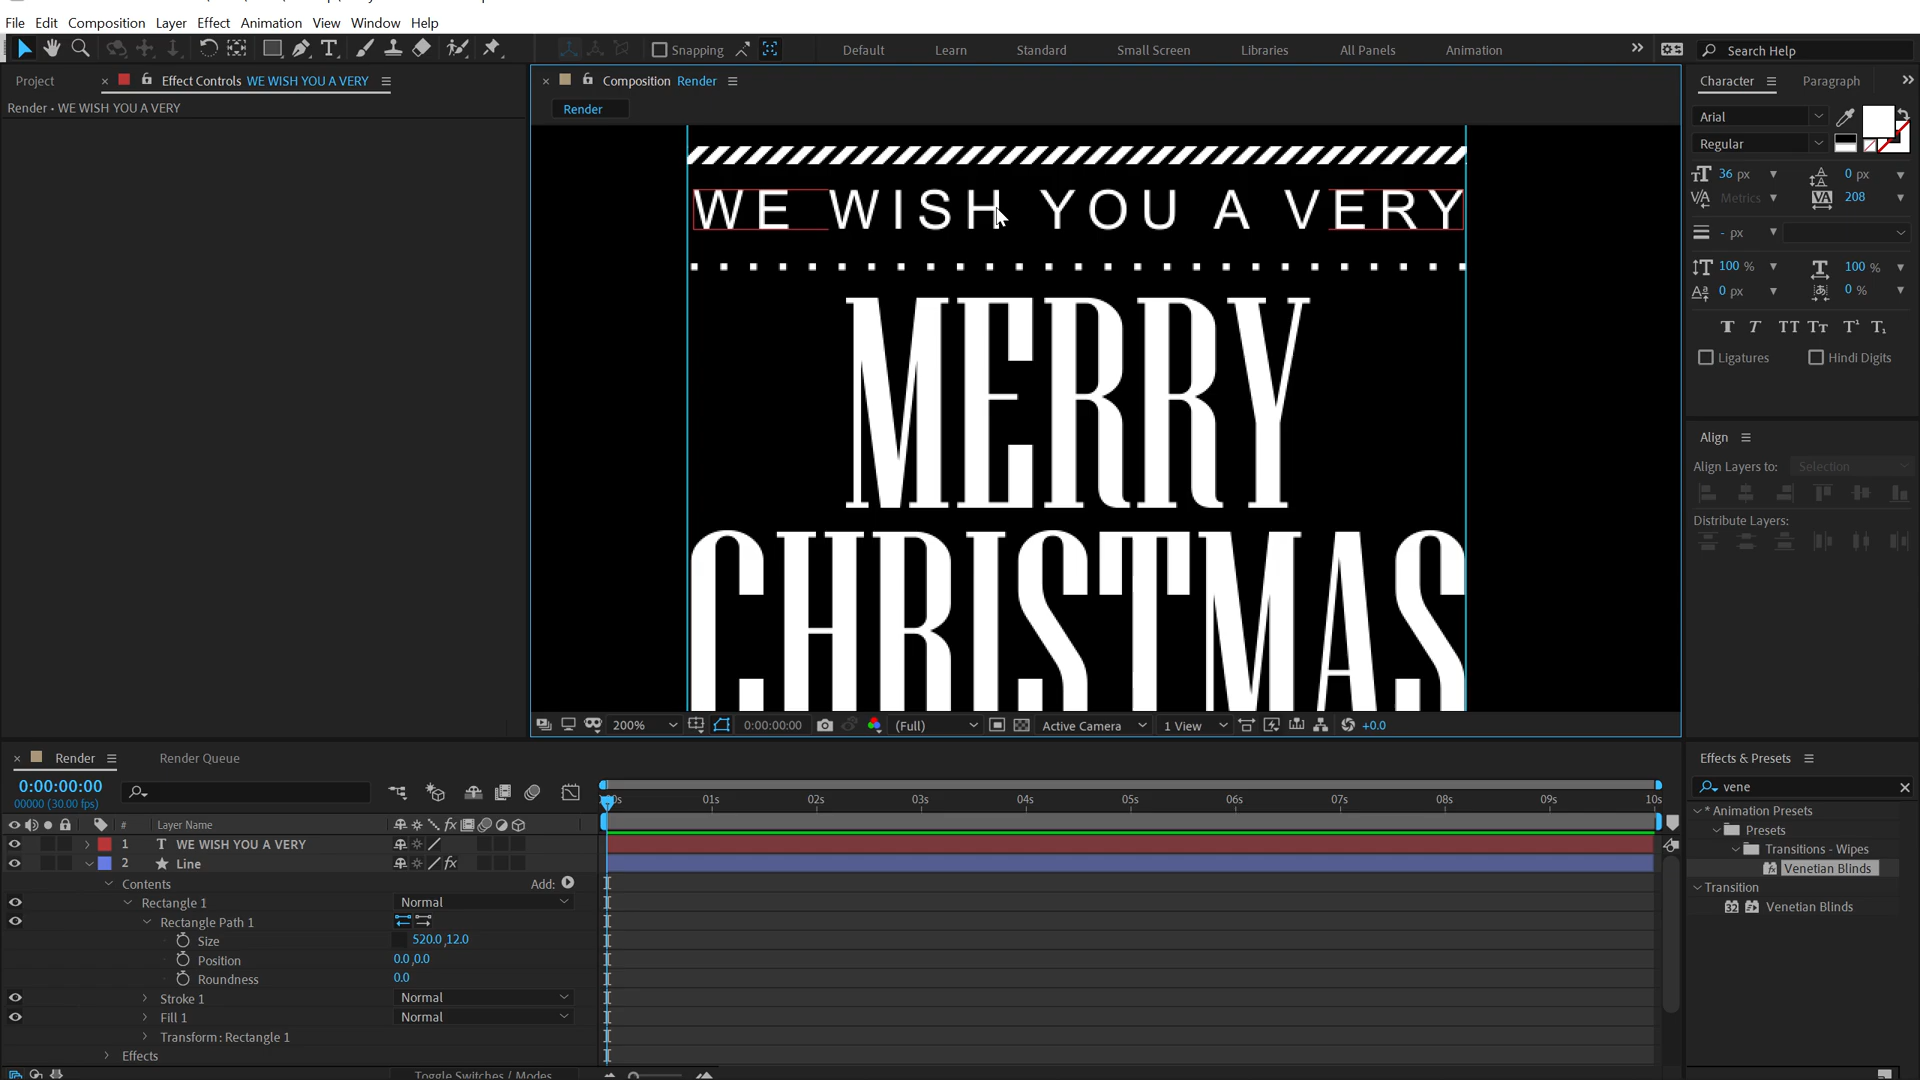 File Edit Composition Layer Effect Animation View Window Help
Snapping Default Learn Standard Small Screen Libraries All Panels Animation Search Help
Project Effect Controls WE WISH YOU A VERY
Composition Render
Character Paragraph
Render • WE WISH YOU A VERY
Render
Arial
Regular
36 px 0 px
Metrics 208
- px
100 % 100 %
0 px 0 %
Ligatures Hindi Digits
Align
Align Layers to: Selection
Distribute Layers:
WE WISH YOU A VERY
MERRY
CHRISTMAS
200% 0:00:00:00 (Full) Active Camera 1 View +0.0
Render Render Queue
0:00:00:00
00000 (30.00 fps)
01s 02s 03s 04s 05s 06s 07s 08s 09s 10s
# Layer Name
1 T WE WISH YOU A VERY
2 Line
Contents Add:
Rectangle 1 Normal
Rectangle Path 1
Size 520.0,12.0
Position 0.0,0.0
Roundness 0.0
Stroke 1 Normal
Fill 1 Normal
Transform: Rectangle 1
Effects
Toggle Switches / Modes
Effects & Presets
vene
* Animation Presets
Presets
Transitions - Wipes
Venetian Blinds
Transition
32 Venetian Blinds